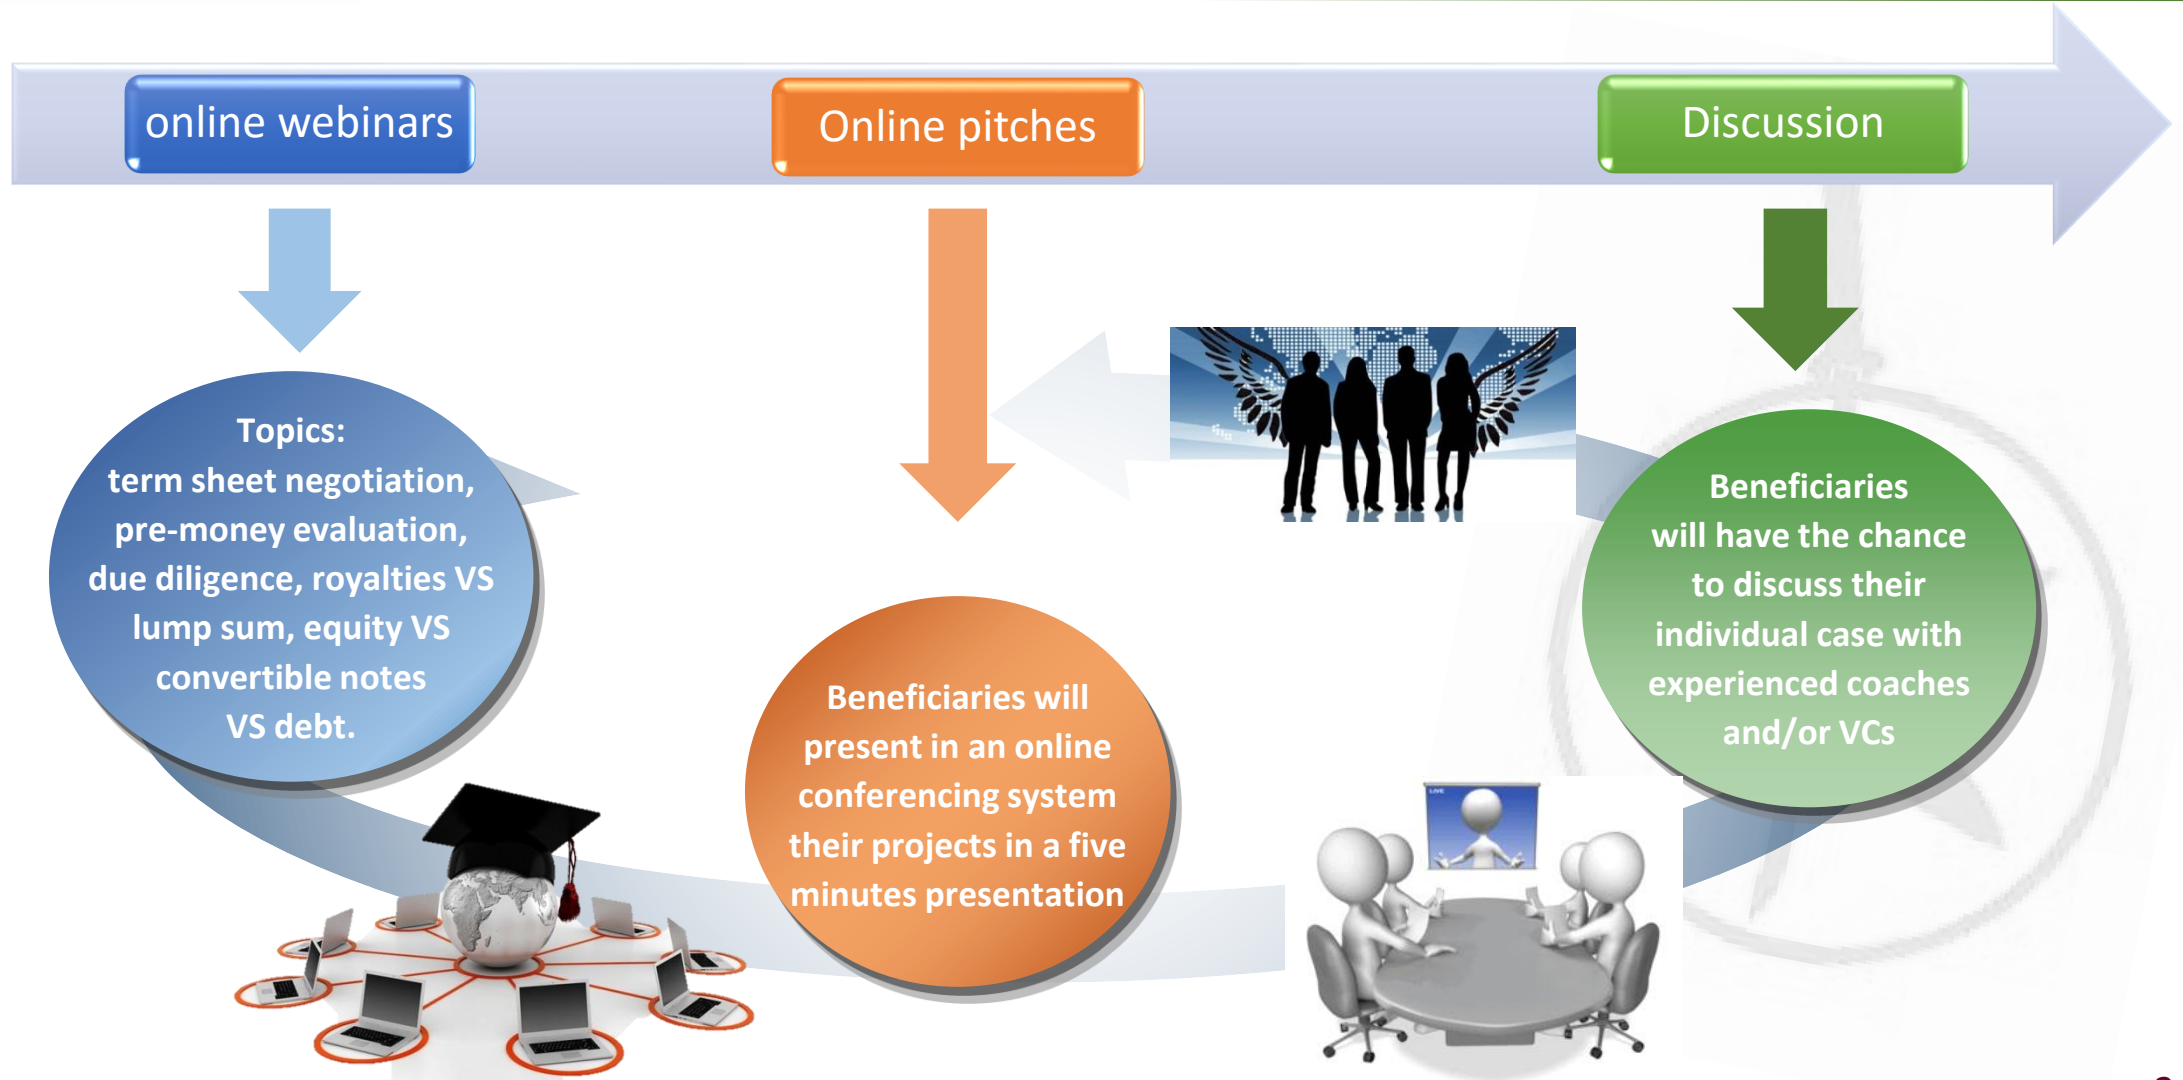 online webinars
Online pitches
Discussion
Topics:
term sheet negotiation,
pre-money evaluation,
due diligence, royalties VS
lump sum, equity VS
convertible notes
VS debt.
Beneficiaries will
present in an online
conferencing system
their projects in a five
minutes presentation
Beneficiaries
will have the chance
to discuss their
individual case with
experienced coaches
and/or VCs
LIVE